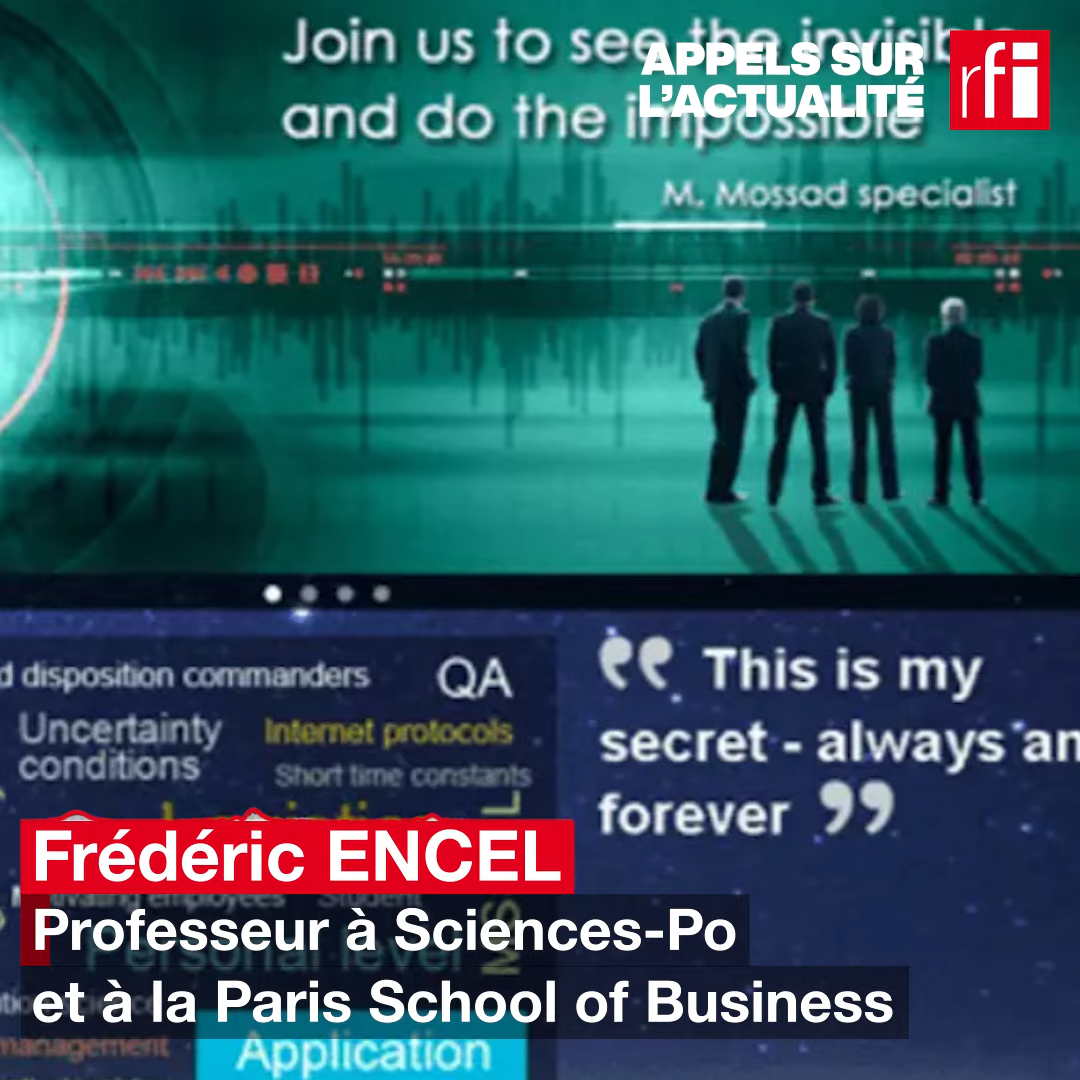 Join us to see the invisible
and do the impossible
APPELS SUR
L'ACTUALITÉ
rfi
M. Mossad specialist
d disposition commanders
QA
Uncertainty
conditions
Internet protocols
Short time constants
“ This is my
secret - always an
forever ”
Frédéric ENCEL
Professeur à Sciences-Po
et à la Paris School of Business
management
Application